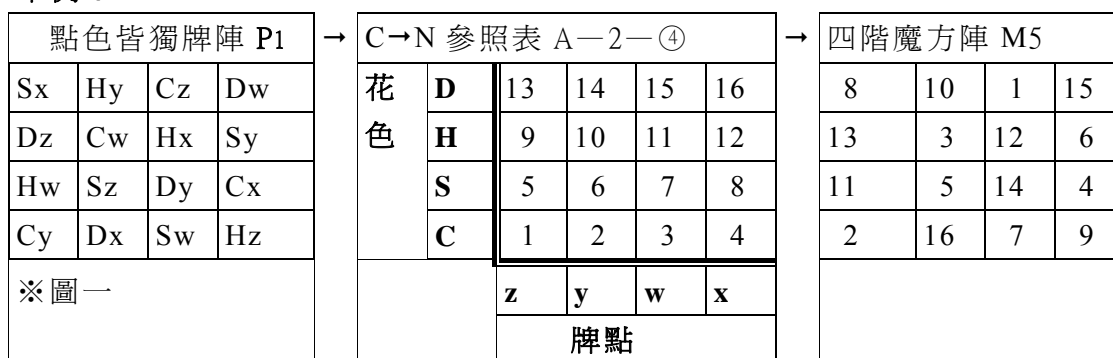 點色皆獨牌陣 P1 → C→N 參照表 A－2－④ → 四階魔方陣 M5
Sx Hy Cz Dw 花 D 13 14 15 16 8 10 1 15
Dz Cw Hx Sy 色 H 9 10 11 12 13 3 12 6
Hw Sz Dy Cx S 5 6 7 8 11 5 14 4
Cy Dx Sw Hz C 1 2 3 4 2 16 7 9
※圖一 z y w x
牌點